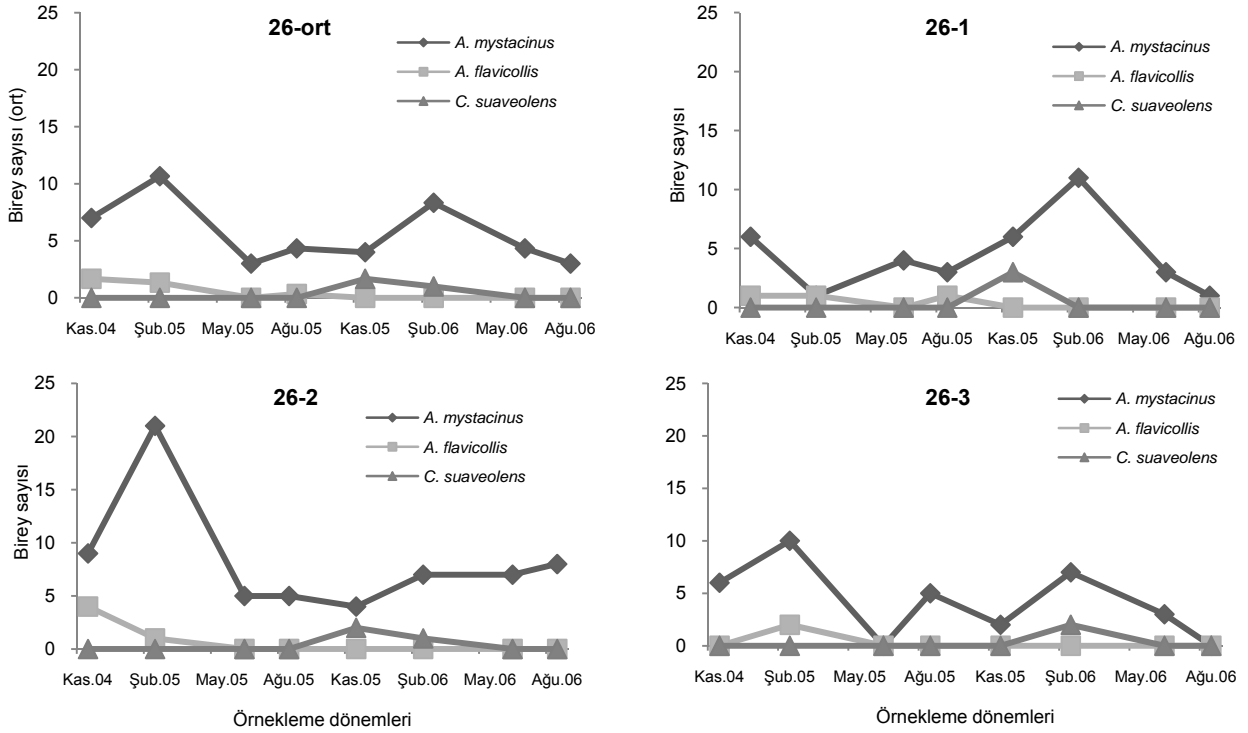 26-ort
A. mystacinus
A. flavicollis
C. suaveolens
Birey sayısı (ort)
25
20
15
10
5
0
Kas.04 Şub.05 May.05 Ağu.05 Kas.05 Şub.06 May.06 Ağu.06
26-1
A. mystacinus
A. flavicollis
C. suaveolens
Birey sayısı
25
20
15
10
5
0
Kas.04 Şub.05 May.05 Ağu.05 Kas.05 Şub.06 May.06 Ağu.06
26-2
A. mystacinus
A. flavicollis
C. suaveolens
Birey sayısı
25
20
15
10
5
0
Kas.04 Şub.05 May.05 Ağu.05 Kas.05 Şub.06 May.06 Ağu.06
Örnekleme dönemleri
26-3
A. mystacinus
A. flavicollis
C. suaveolens
25
20
15
10
5
0
Kas.04 Şub.05 May.05 Ağu.05 Kas.05 Şub.06 May.06 Ağu.06
Örnekleme dönemleri